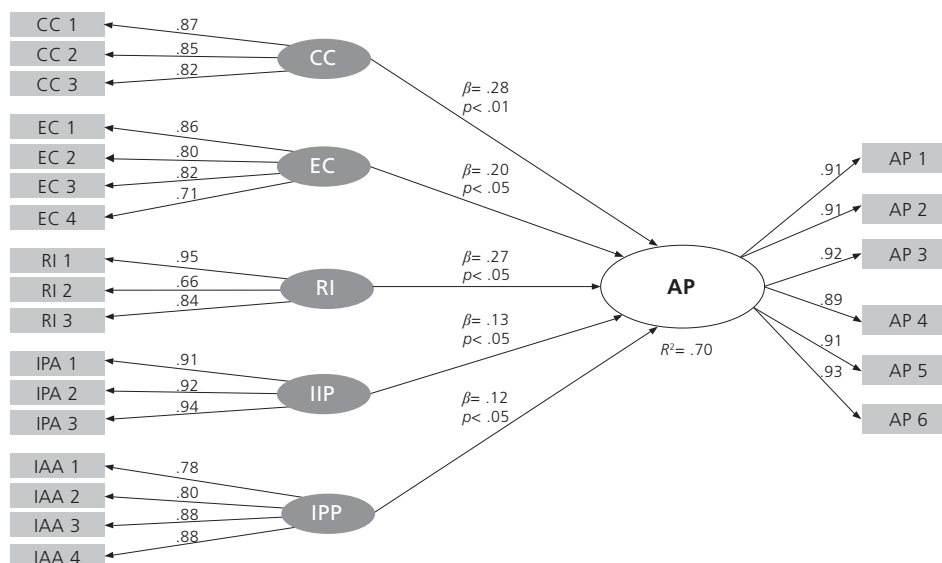 CC 1
CC 2
CC 3
.87
.85
.82
CC
β= .28
p< .01
EC 1
EC 2
EC 3
EC 4
.86
.80
.82
.71
EC
β= .20
p< .05
RI 1
RI 2
RI 3
.95
.66
.84
RI
β= .27
p< .05
IPA 1
IPA 2
IPA 3
.91
.92
.94
IIP
β= .13
p< .05
IAA 1
IAA 2
IAA 3
IAA 4
.78
.80
.88
.88
IPP
β= .12
p< .05
AP
R²= .70
.91
.91
.92
.89
.91
.93
AP 1
AP 2
AP 3
AP 4
AP 5
AP 6